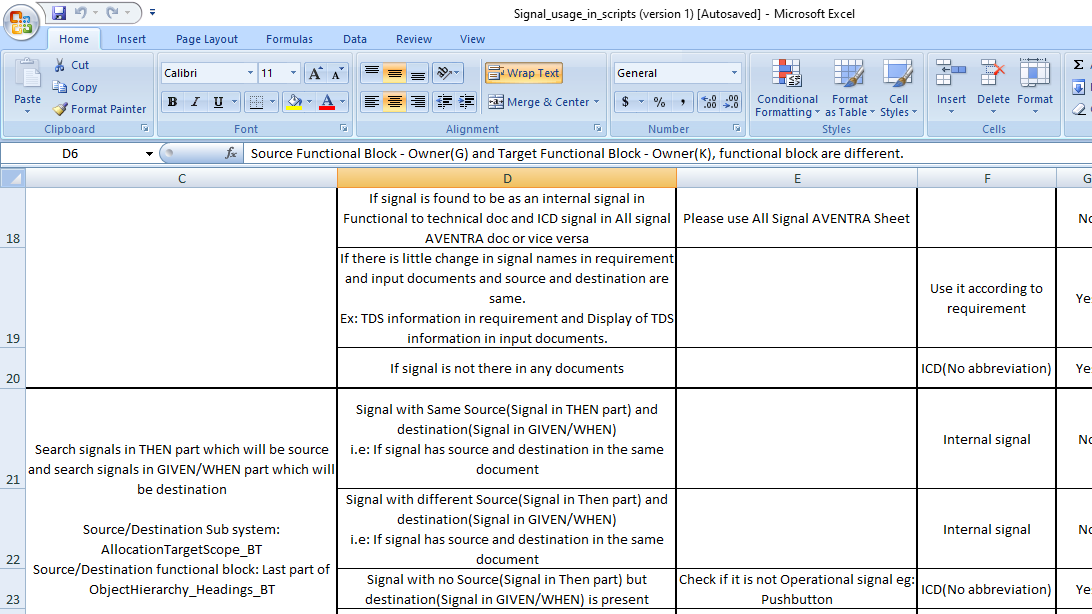 Signal_usage_in_scripts (version 1) [Autosaved] - Microsoft Excel
Home Insert Page Layout Formulas Data Review View
Paste
Cut
Copy
Format Painter
Clipboard
Calibri 11
B I U
Font
Wrap Text
Merge & Center
Alignment
General
$ % ,
Number
Conditional Formatting
Format as Table
Cell Styles
Styles
Insert Delete Format
Cells
D6
fx
Source Functional Block - Owner(G) and Target Functional Block - Owner(K), functional block are different.
C D E F G
18
If signal is found to be as an internal signal in
Functional to technical doc and ICD signal in All signal
AVENTRA doc or vice versa
Please use All Signal AVENTRA Sheet
No
19
If there is little change in signal names in requirement
and input documents and source and destination are
same.
Ex: TDS information in requirement and Display of TDS
information in input documents.
Use it according to
requirement
Ye
20
If signal is not there in any documents
ICD(No abbreviation)
Ye
Search signals in THEN part which will be source
and search signals in GIVEN/WHEN part which will
be destination
Source/Destination Sub system:
AllocationTargetScope_BT
Source/Destination functional block: Last part of
ObjectHierarchy_Headings_BT
21
Signal with Same Source(Signal in THEN part) and
destination(Signal in GIVEN/WHEN)
i.e: If signal has source and destination in the same
document
Internal signal
No
22
Signal with different Source(Signal in Then part) and
destination(Signal in GIVEN/WHEN)
i.e: If signal has source and destination in the same
document
Internal signal
No
23
Signal with no Source(Signal in Then part) but
destination(Signal in GIVEN/WHEN) is present
Check if it is not Operational signal eg:
Pushbutton
ICD(No abbreviation)
Ye